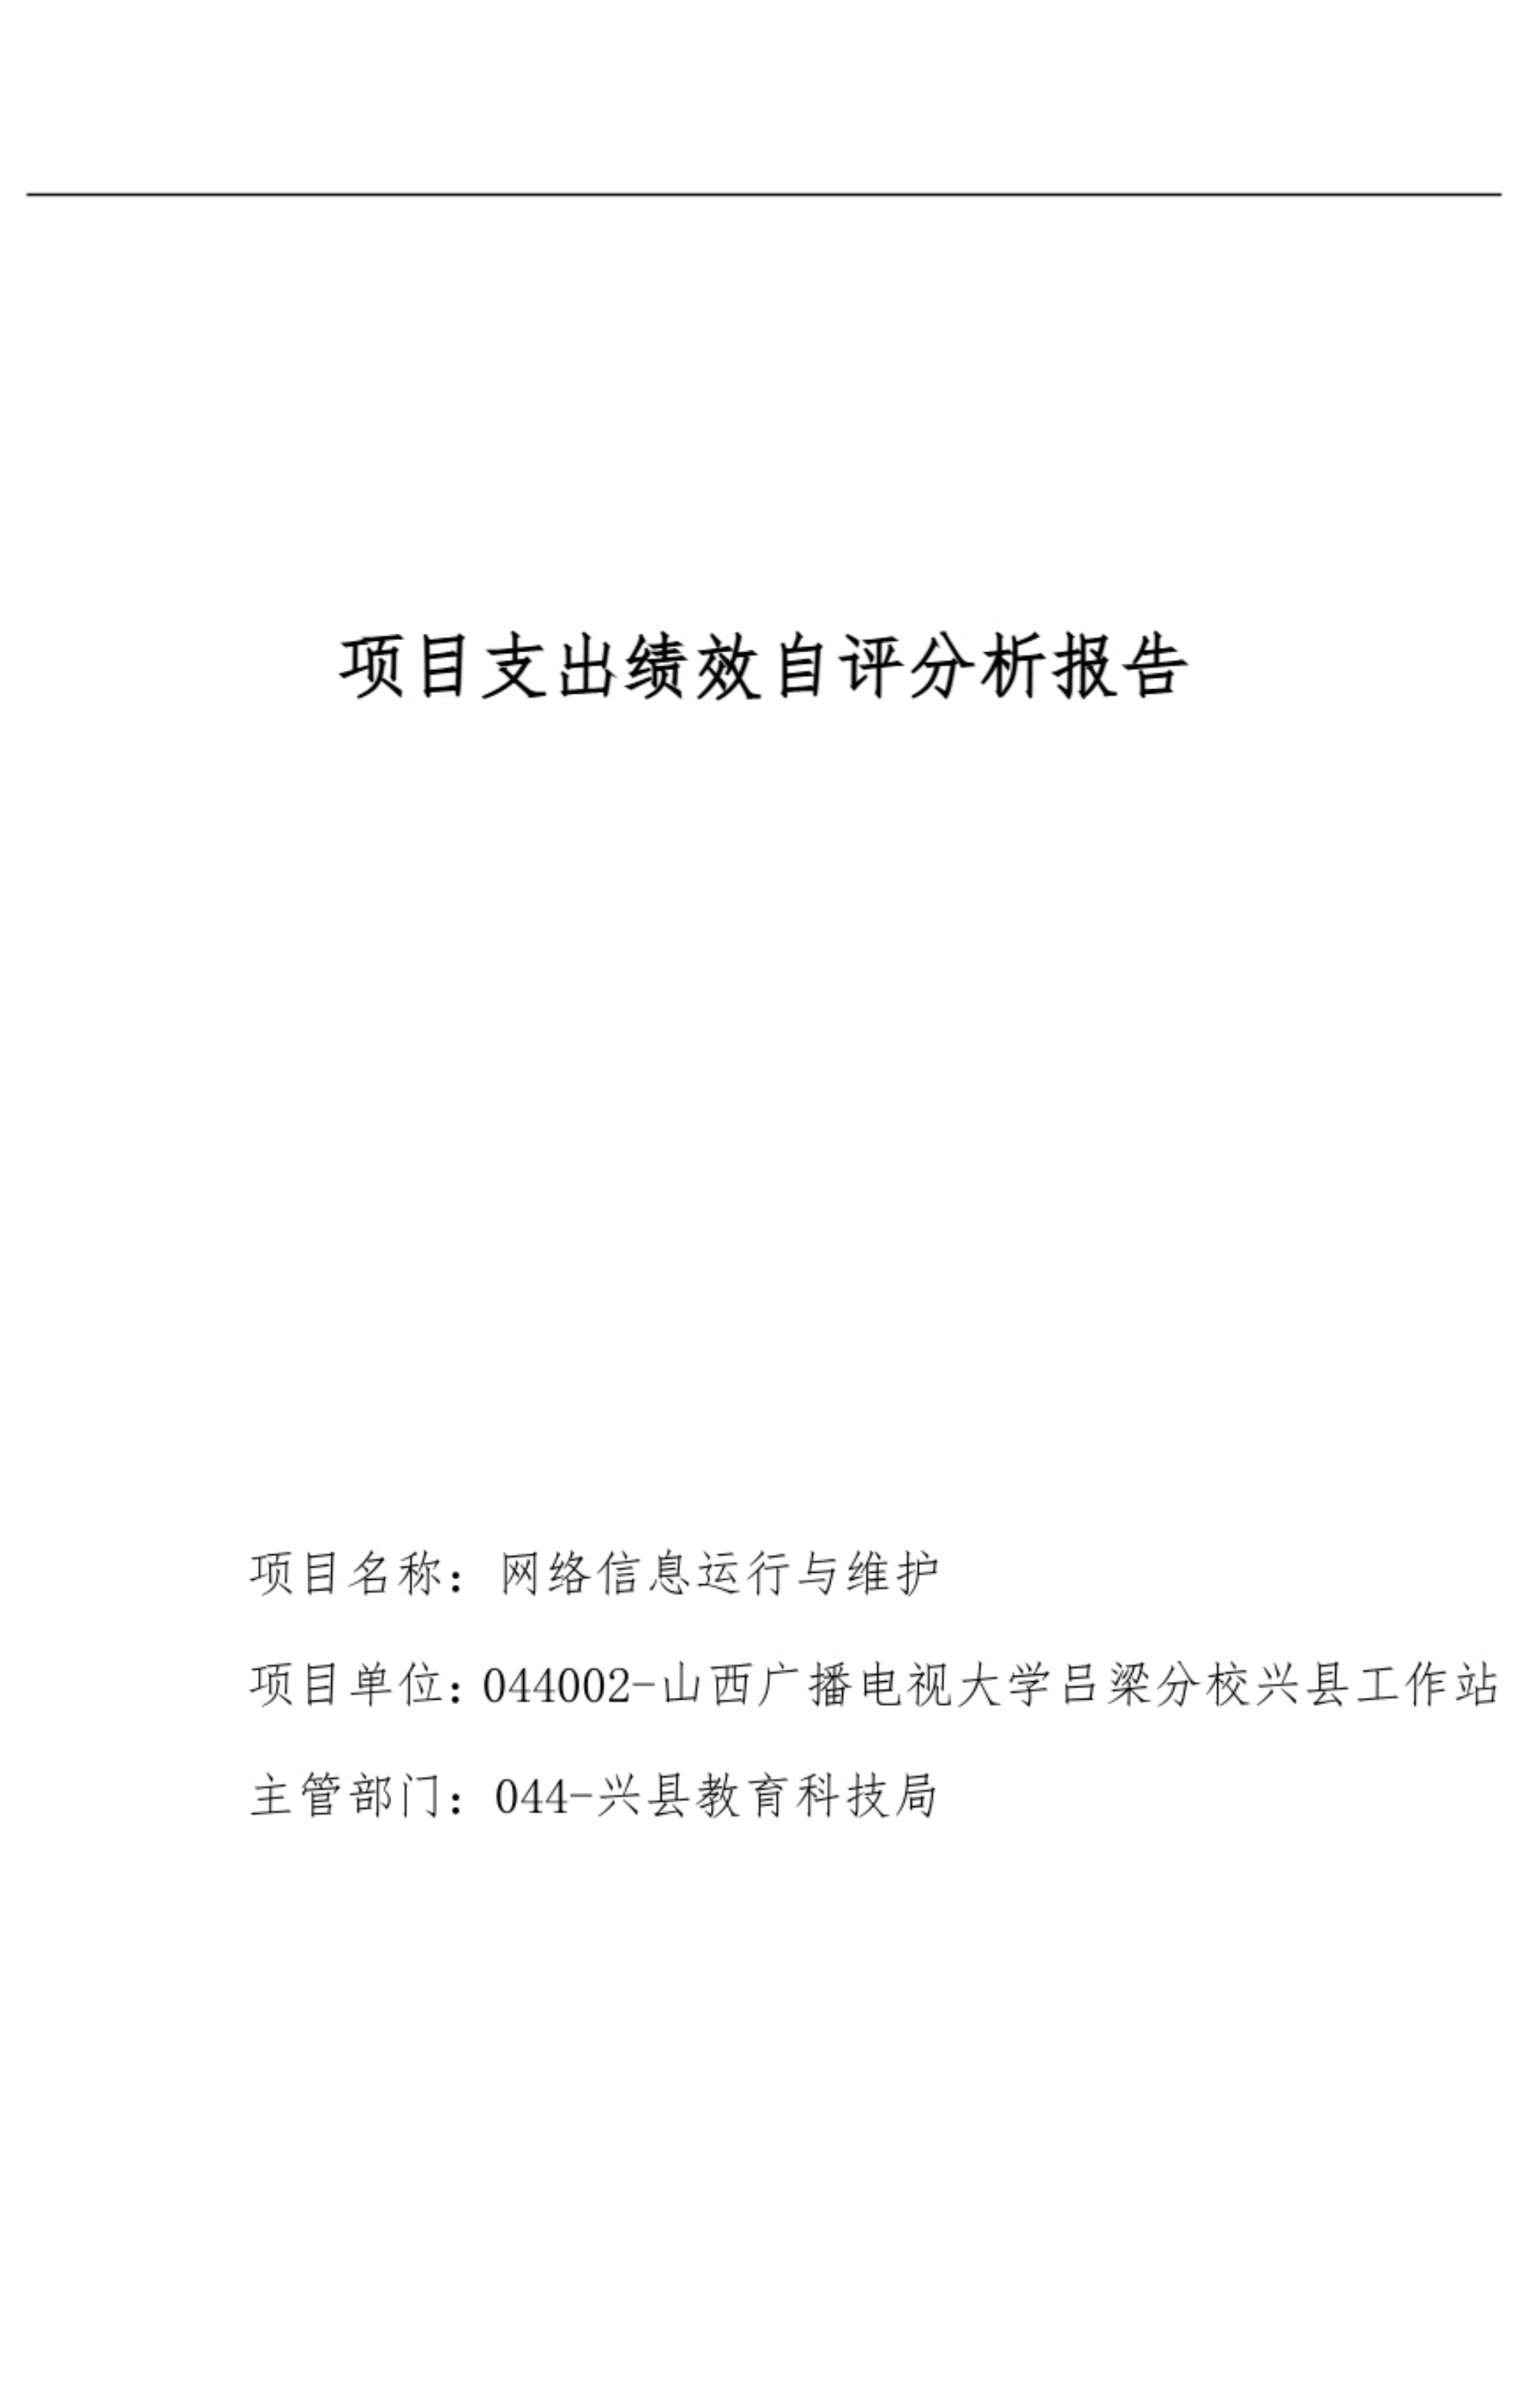 项目支出绩效自评分析报告
项目名称：网络信息运行与维护
项目单位：044002-山西广播电视大学吕梁分校兴县工作站
主管部门：044-兴县教育科技局